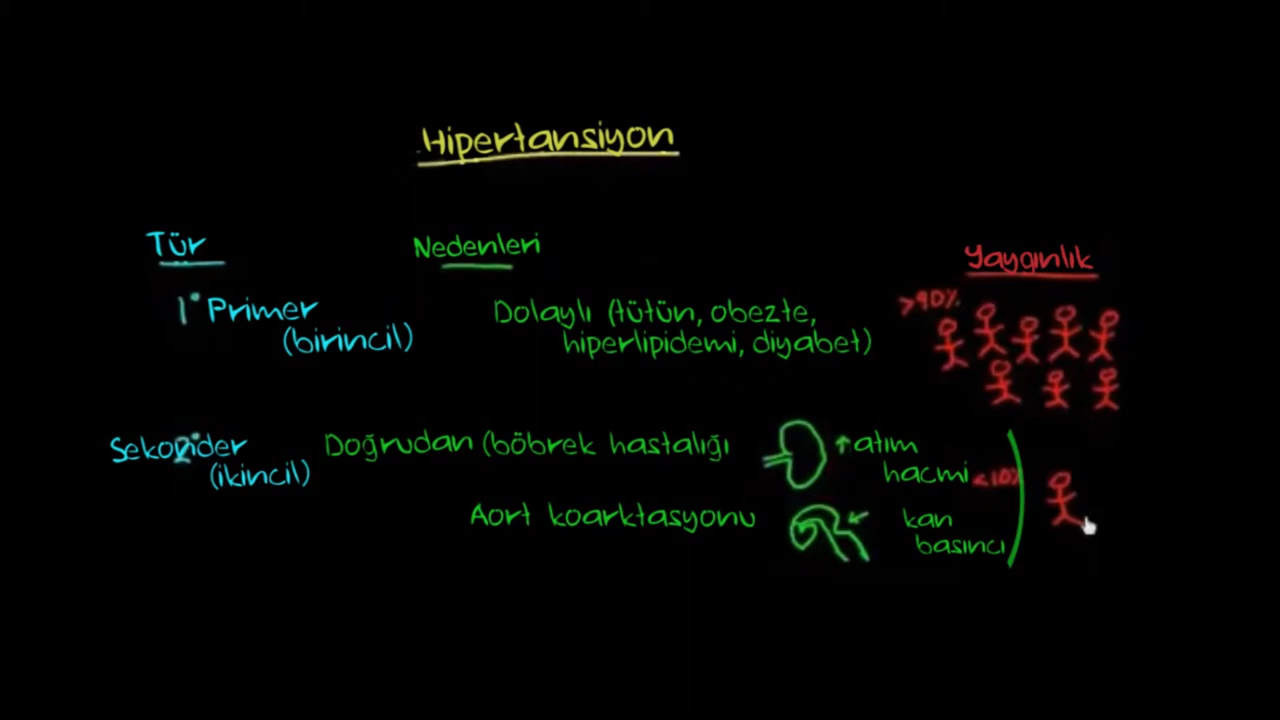 Hipertansiyon
Tür
Nedenleri
Yaygınlık
1° Primer
(birincil)
Dolaylı (tütün, obezte,
hiperlipidemi, diyabet)
>90%
Sekonder
(ikincil)
Doğrudan (böbrek hastalığı
↑atım
hacmi
<10%
Aort koarktasyonu
kan
basıncı